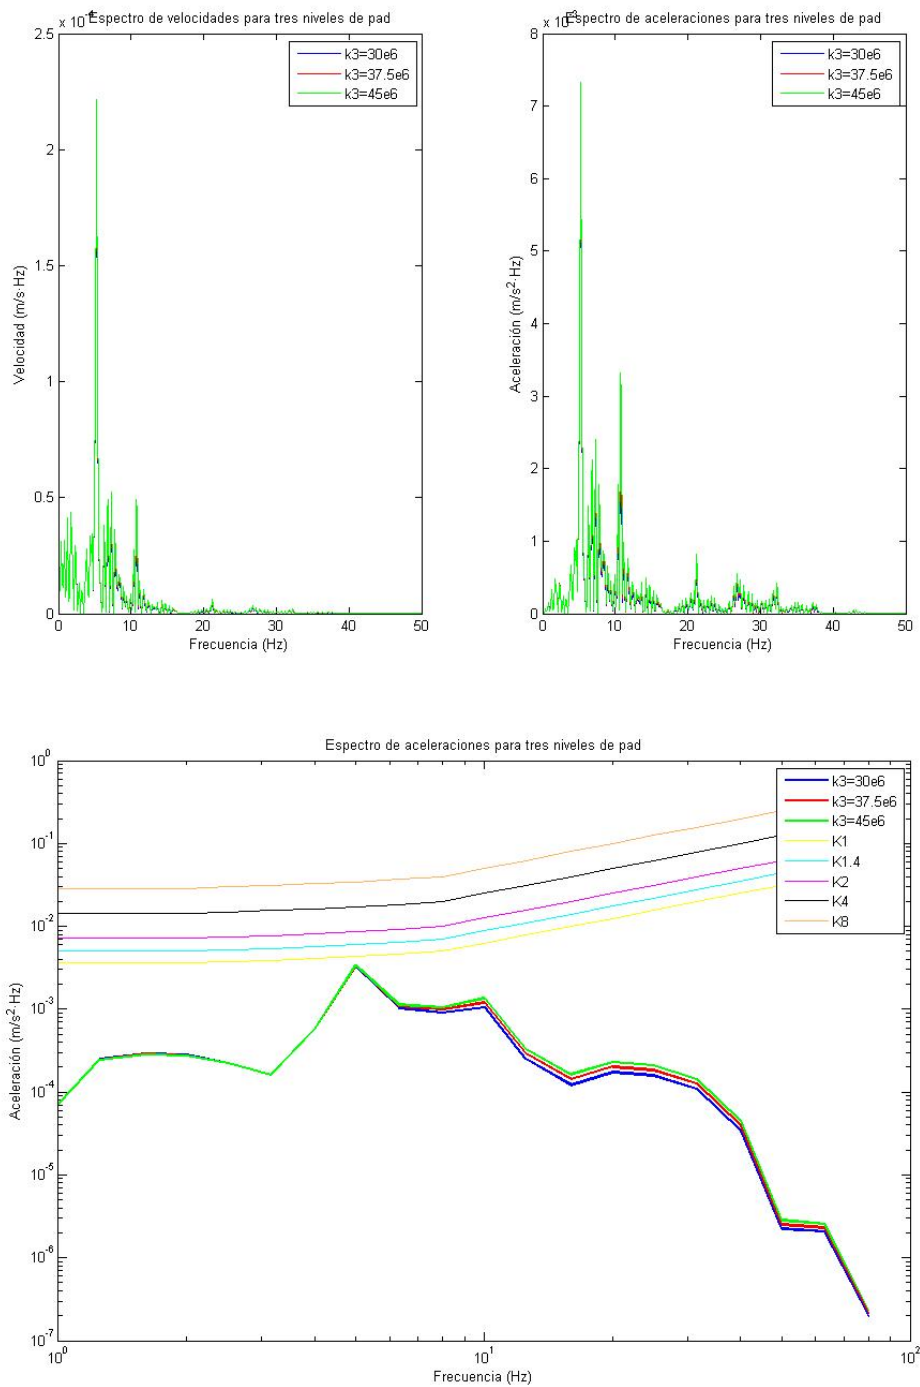 x 10⁻⁴ Espectro de velocidades para tres niveles de pad
k3=30e6
k3=37.5e6
k3=45e6
2.5
2
1.5
1
0.5
0
Velocidad (m/s·Hz)
0 10 20 30 40 50
Frecuencia (Hz)
x 10⁻³ Espectro de aceleraciones para tres niveles de pad
k3=30e6
k3=37.5e6
k3=45e6
8
7
6
5
4
3
2
1
0
Aceleración (m/s²·Hz)
0 10 20 30 40 50
Frecuencia (Hz)
Espectro de aceleraciones para tres niveles de pad
k3=30e6
k3=37.5e6
k3=45e6
K1
K1.4
K2
K4
K8
10⁰
10⁻¹
10⁻²
10⁻³
10⁻⁴
10⁻⁵
10⁻⁶
10⁻⁷
Aceleración (m/s²·Hz)
10⁰ 10¹ 10²
Frecuencia (Hz)